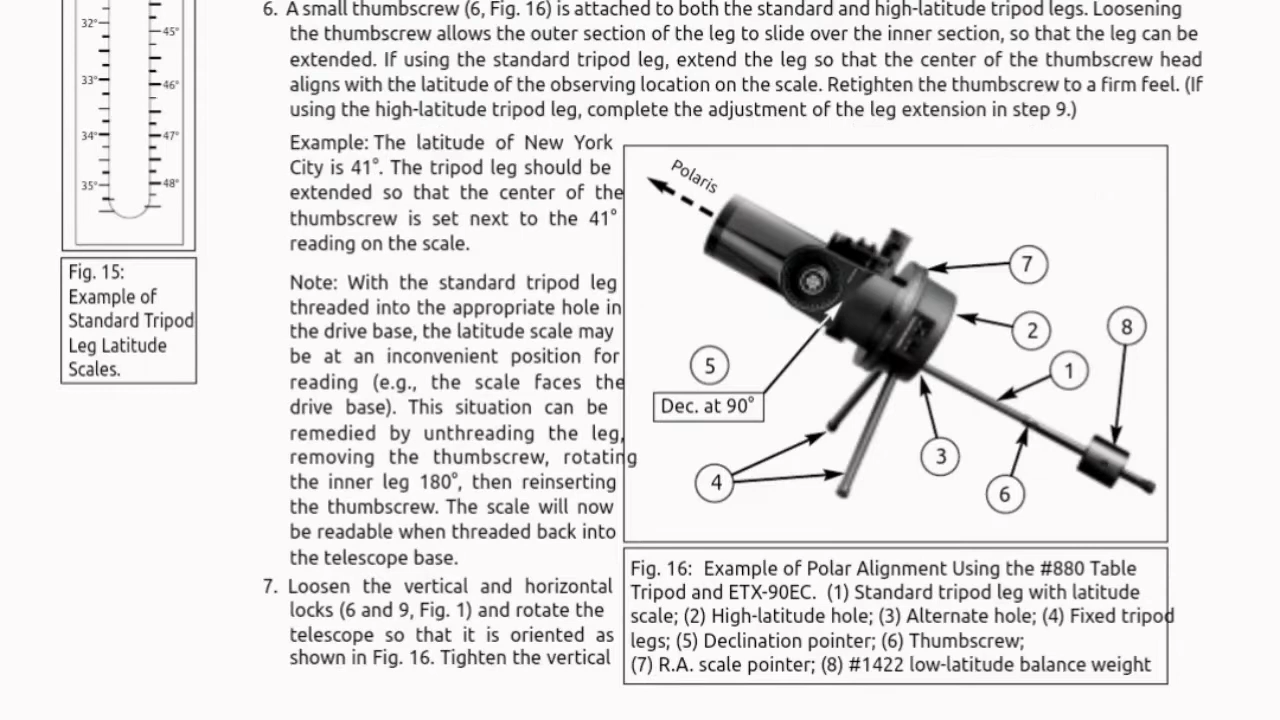 32°
33°
34°
35°
45°
46°
47°
48°
Fig. 15:
Example of
Standard Tripod
Leg Latitude
Scales.
6. A small thumbscrew (6, Fig. 16) is attached to both the standard and high-latitude tripod legs. Loosening
the thumbscrew allows the outer section of the leg to slide over the inner section, so that the leg can be
extended. If using the standard tripod leg, extend the leg so that the center of the thumbscrew head
aligns with the latitude of the observing location on the scale. Retighten the thumbscrew to a firm feel. (If
using the high-latitude tripod leg, complete the adjustment of the leg extension in step 9.)
Example: The latitude of New York
City is 41°. The tripod leg should be
extended so that the center of the
thumbscrew is set next to the 41°
reading on the scale.
Note: With the standard tripod leg
threaded into the appropriate hole in
the drive base, the latitude scale may
be at an inconvenient position for
reading (e.g., the scale faces the
drive base). This situation can be
remedied by unthreading the leg,
removing the thumbscrew, rotating
the inner leg 180°, then reinserting
the thumbscrew. The scale will now
be readable when threaded back into
the telescope base.
7. Loosen the vertical and horizontal
locks (6 and 9, Fig. 1) and rotate the
telescope so that it is oriented as
shown in Fig. 16. Tighten the vertical
Polaris
7
2
8
1
5
Dec. at 90°
3
4
6
Fig. 16: Example of Polar Alignment Using the #880 Table
Tripod and ETX-90EC. (1) Standard tripod leg with latitude
scale; (2) High-latitude hole; (3) Alternate hole; (4) Fixed tripod
legs; (5) Declination pointer; (6) Thumbscrew;
(7) R.A. scale pointer; (8) #1422 low-latitude balance weight